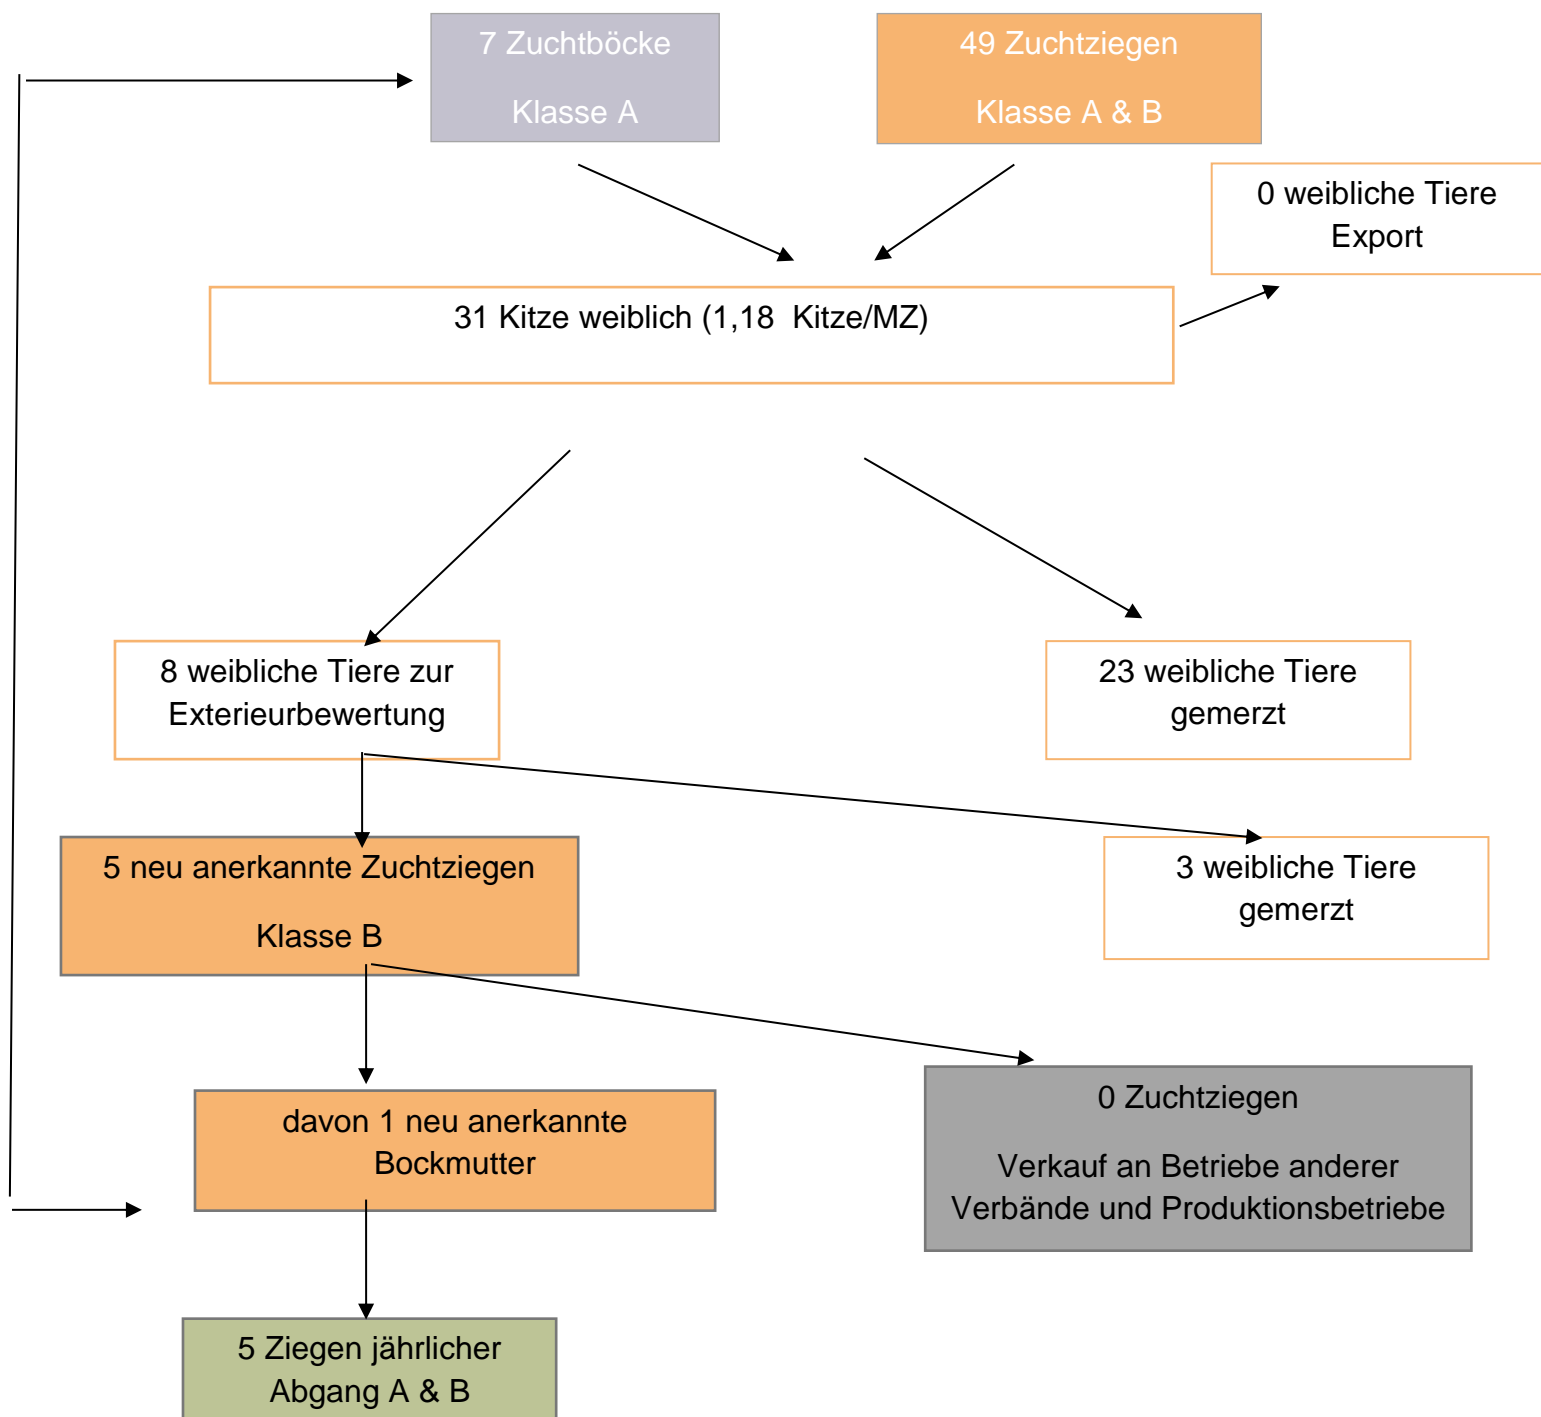 7 Zuchtböcke
Klasse A
49 Zuchtziegen
Klasse A & B
0 weibliche Tiere
Export
31 Kitze weiblich (1,18 Kitze/MZ)
8 weibliche Tiere zur
Exterieurbewertung
23 weibliche Tiere
gemerzt
5 neu anerkannte Zuchtziegen
Klasse B
3 weibliche Tiere
gemerzt
davon 1 neu anerkannte
Bockmutter
0 Zuchtziegen
Verkauf an Betriebe anderer
Verbände und Produktionsbetriebe
5 Ziegen jährlicher
Abgang A & B